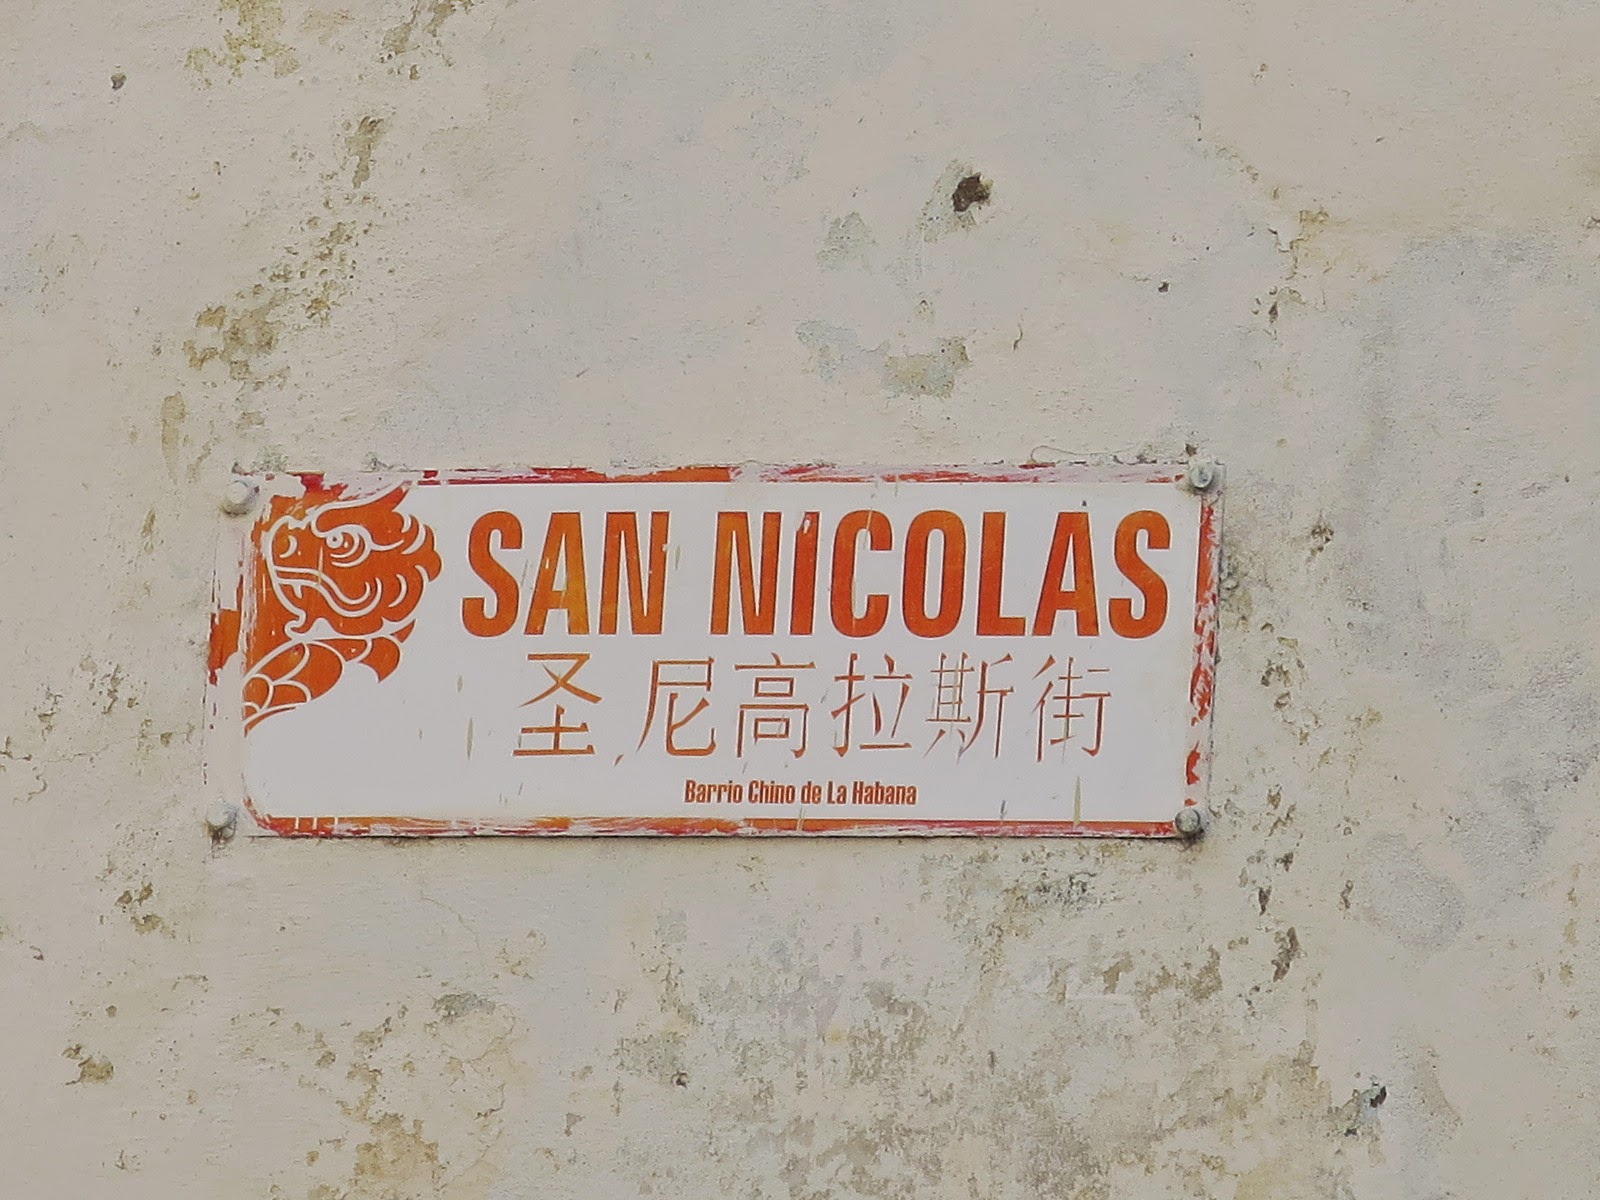 SAN NICOLAS
圣尼高拉斯街
Barrio Chino de La Habana